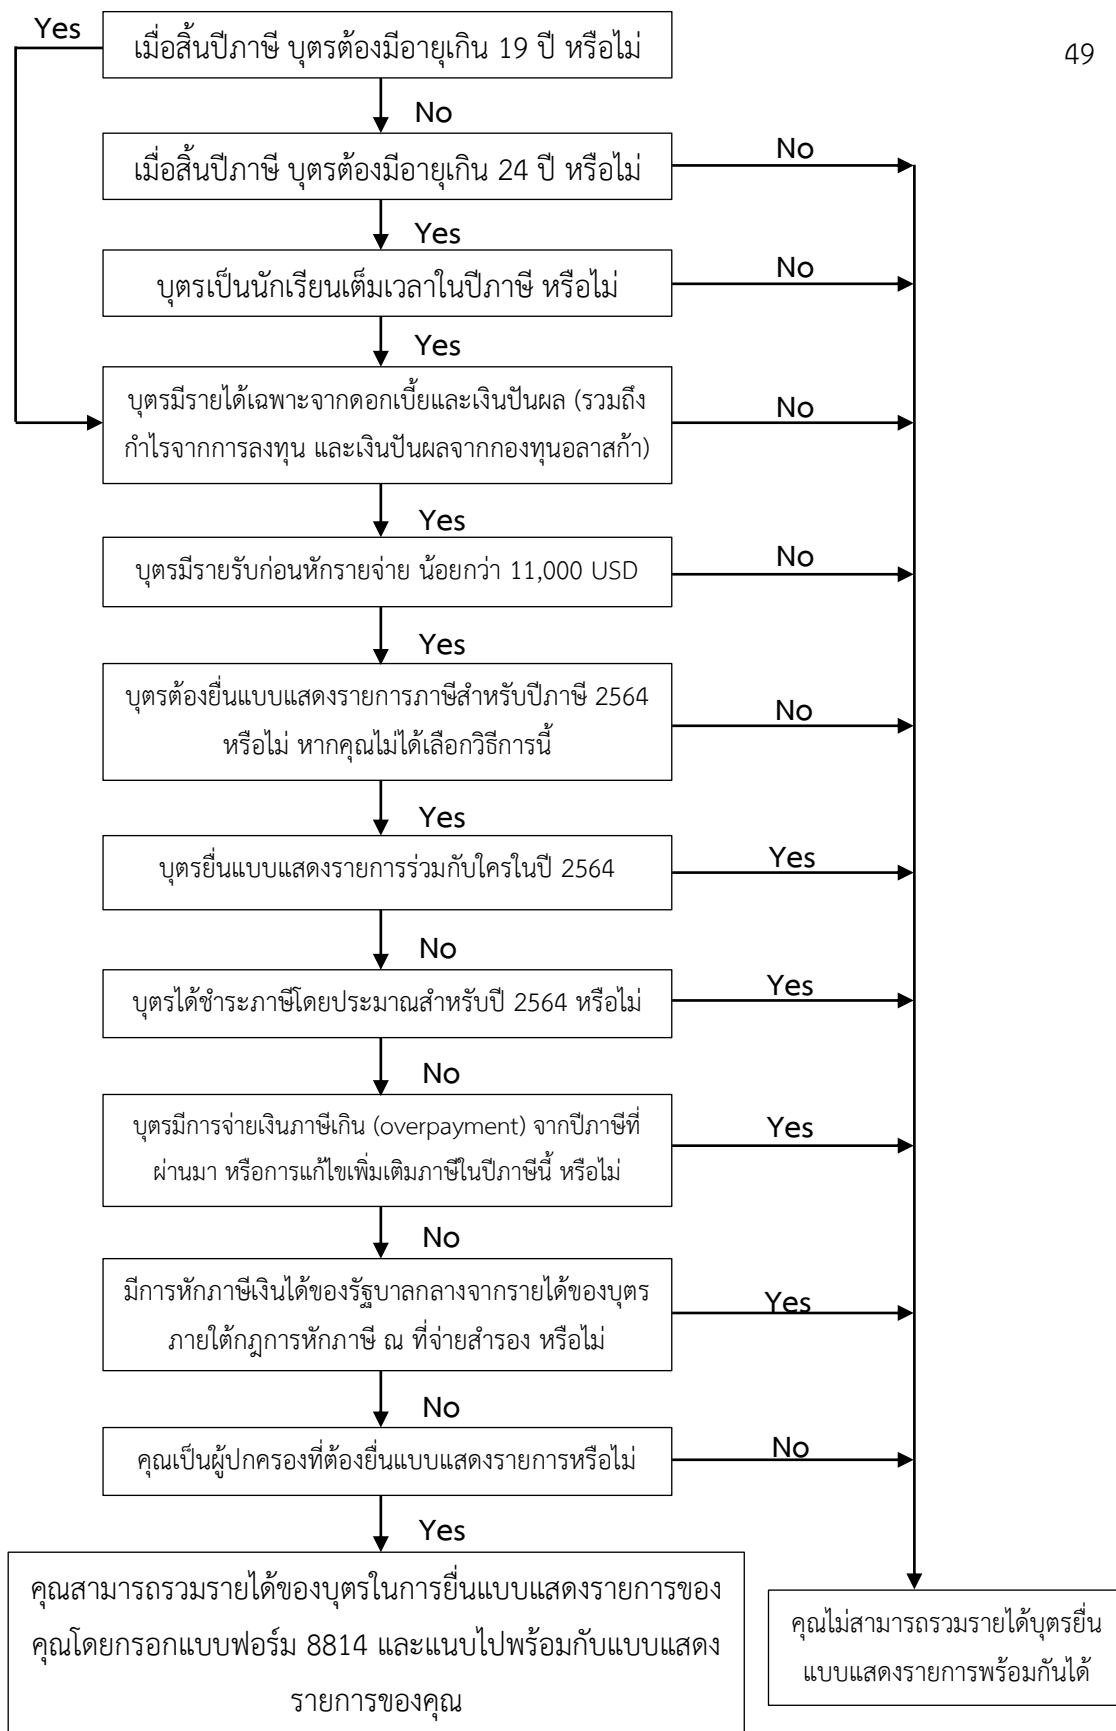 49
Yes
เมื่อสิ้นปีภาษี บุตรต้องมีอายุเกิน 19 ปี หรือไม่
No
เมื่อสิ้นปีภาษี บุตรต้องมีอายุเกิน 24 ปี หรือไม่
No
Yes
บุตรเป็นนักเรียนเต็มเวลาในปีภาษี หรือไม่
No
Yes
บุตรมีรายได้เฉพาะจากดอกเบี้ยและเงินปันผล (รวมถึง
กำไรจากการลงทุน และเงินปันผลจากกองทุนอลาสก้า)
No
Yes
บุตรมีรายรับก่อนหักรายจ่าย น้อยกว่า 11,000 USD
No
Yes
บุตรต้องยื่นแบบแสดงรายการภาษีสำหรับปีภาษี 2564
หรือไม่ หากคุณไม่ได้เลือกวิธีการนี้
No
Yes
บุตรยื่นแบบแสดงรายการร่วมกับใครในปี 2564
Yes
No
บุตรได้ชำระภาษีโดยประมาณสำหรับปี 2564 หรือไม่
Yes
No
บุตรมีการจ่ายเงินภาษีเกิน (overpayment) จากปีภาษีที่
ผ่านมา หรือการแก้ไขเพิ่มเติมภาษีในปีภาษีนี้ หรือไม่
Yes
No
มีการหักภาษีเงินได้ของรัฐบาลกลางจากรายได้ของบุตร
ภายใต้กฎการหักภาษี ณ ที่จ่ายสำรอง หรือไม่
Yes
No
คุณเป็นผู้ปกครองที่ต้องยื่นแบบแสดงรายการหรือไม่
No
Yes
คุณสามารถรวมรายได้ของบุตรในการยื่นแบบแสดงรายการของ
คุณโดยกรอกแบบฟอร์ม 8814 และแนบไปพร้อมกับแบบแสดง
รายการของคุณ
คุณไม่สามารถรวมรายได้บุตรยื่น
แบบแสดงรายการพร้อมกันได้